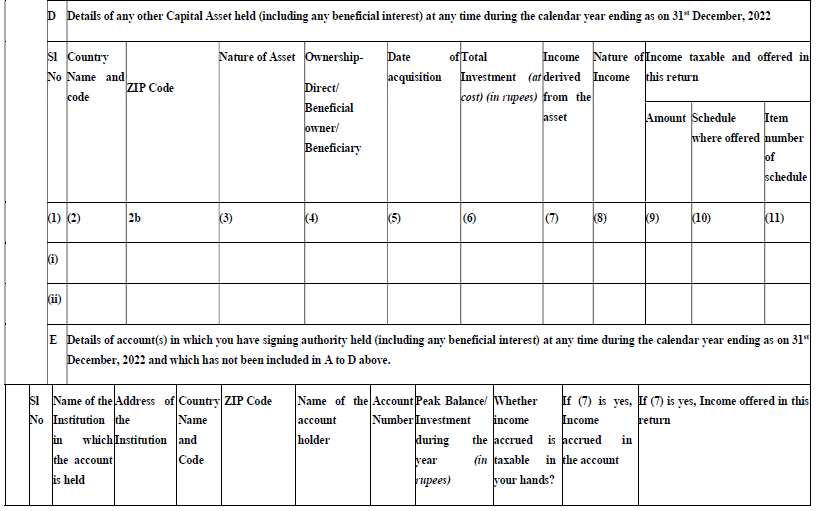 D Details of any other Capital Asset held (including any beneficial interest) at any time during the calendar year ending as on 31st December, 2022
Sl No
Country Name and code
ZIP Code
Nature of Asset
Ownership-
Direct/
Beneficial
owner/
Beneficiary
Date of acquisition
Total Investment (at cost) (in rupees)
Income derived from the asset
Nature of Income
Income taxable and offered in this return
Amount
Schedule where offered
Item number of schedule
(1) (2) 2b (3) (4) (5) (6) (7) (8) (9) (10) (11)
(i)
(ii)
E Details of account(s) in which you have signing authority held (including any beneficial interest) at any time during the calendar year ending as on 31st
December, 2022 and which has not been included in A to D above.
Sl No
Name of the Institution in which the account is held
Address of the Institution
Country Name and Code
ZIP Code
Name of the account holder
Account Number
Peak Balance/ Investment during the year (in rupees)
Whether income accrued is taxable in your hands?
If (7) is yes, Income accrued in the account
If (7) is yes, Income offered in this return